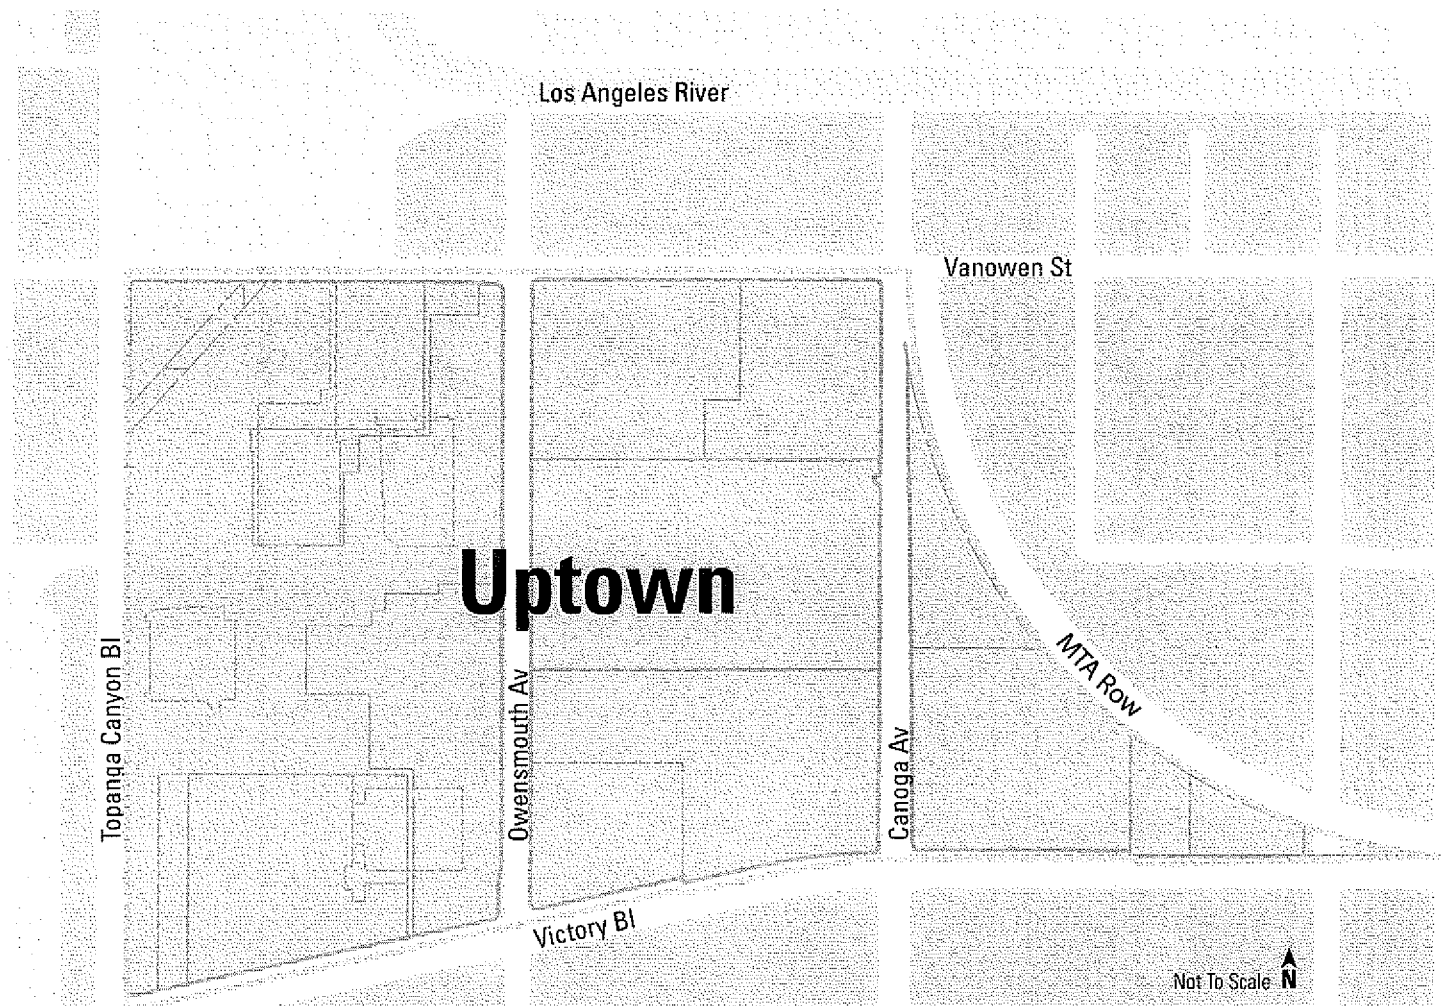 Los Angeles River
Vanowen St
Uptown
Topanga Canyon Bl
Owensmouth Av
Canoga Av
MTA Row
Victory Bl
Not To Scale N